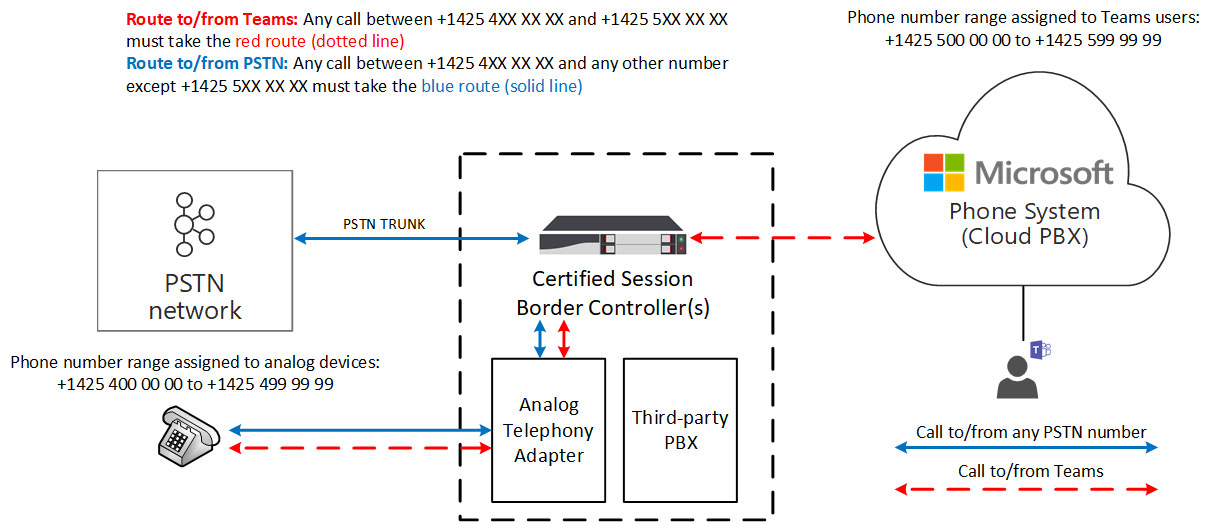 Route to/from Teams: Any call between +1425 4XX XX XX and +1425 5XX XX XX
must take the red route (dotted line)
Route to/from PSTN: Any call between +1425 4XX XX XX and any other number
except +1425 5XX XX XX must take the blue route (solid line)
Phone number range assigned to Teams users:
+1425 500 00 00 to +1425 599 99 99
Microsoft
Phone System
(Cloud PBX)
PSTN TRUNK
PSTN
network
Certified Session
Border Controller(s)
Phone number range assigned to analog devices:
+1425 400 00 00 to +1425 499 99 99
Analog
Telephony
Adapter
Third-party
PBX
T
Call to/from any PSTN number
Call to/from Teams